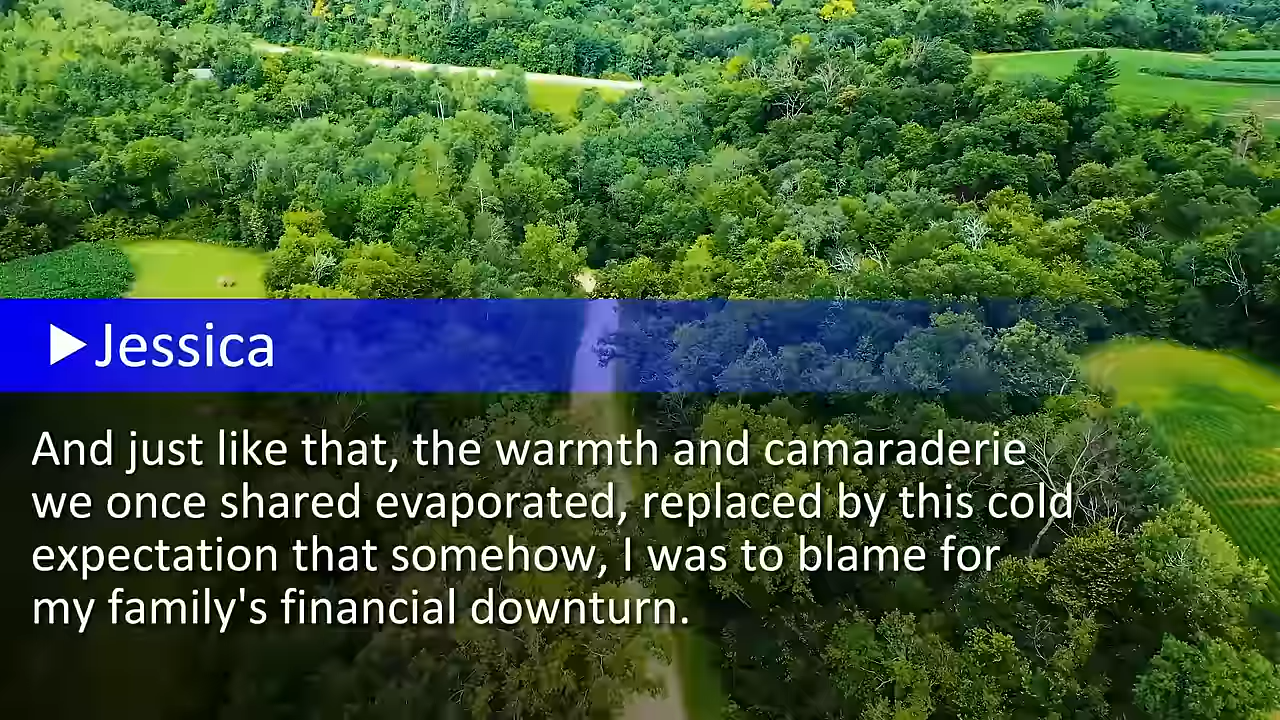 Jessica
And just like that, the warmth and camaraderie
we once shared evaporated, replaced by this cold
expectation that somehow, I was to blame for
my family's financial downturn.